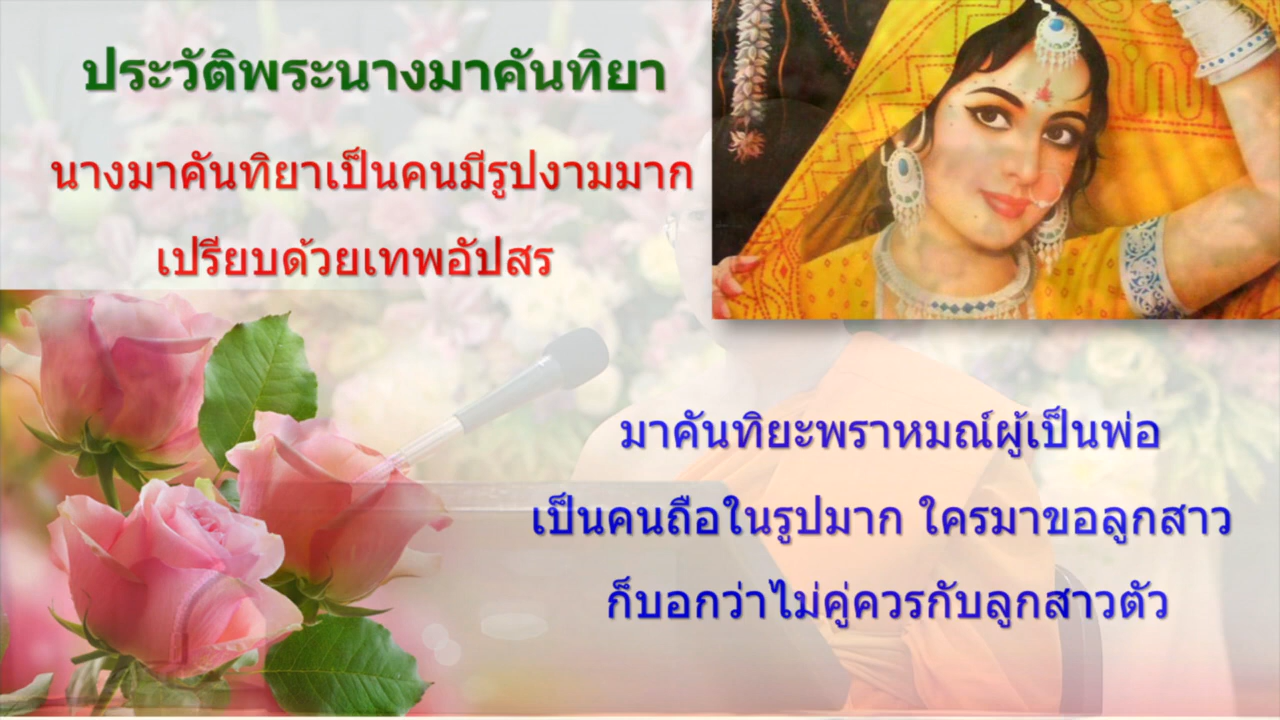 ประวัติพระนางมาคันทิยา
นางมาคันทิยาเป็นคนมีรูปงามมาก
เปรียบด้วยเทพอัปสร
มาคันทิยะพราหมณ์ผู้เป็นพ่อ
เป็นคนถือในรูปมาก ใครมาขอลูกสาว
ก็บอกว่าไม่คู่ควรกับลูกสาวตัว